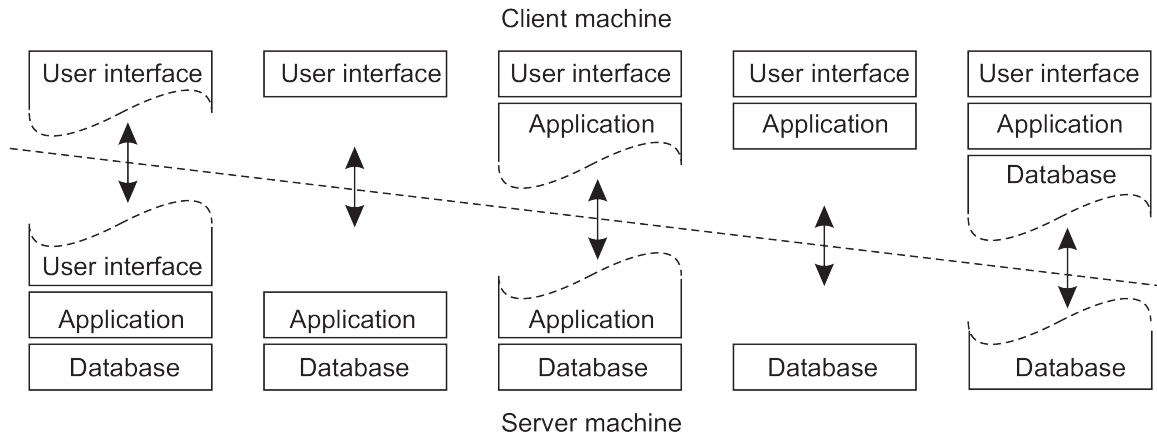 Client machine
User interface
User interface
User interface
User interface
User interface
Application
Application
Application
Database
User interface
Application
Application
Application
Database
Database
Database
Database
Database
Server machine